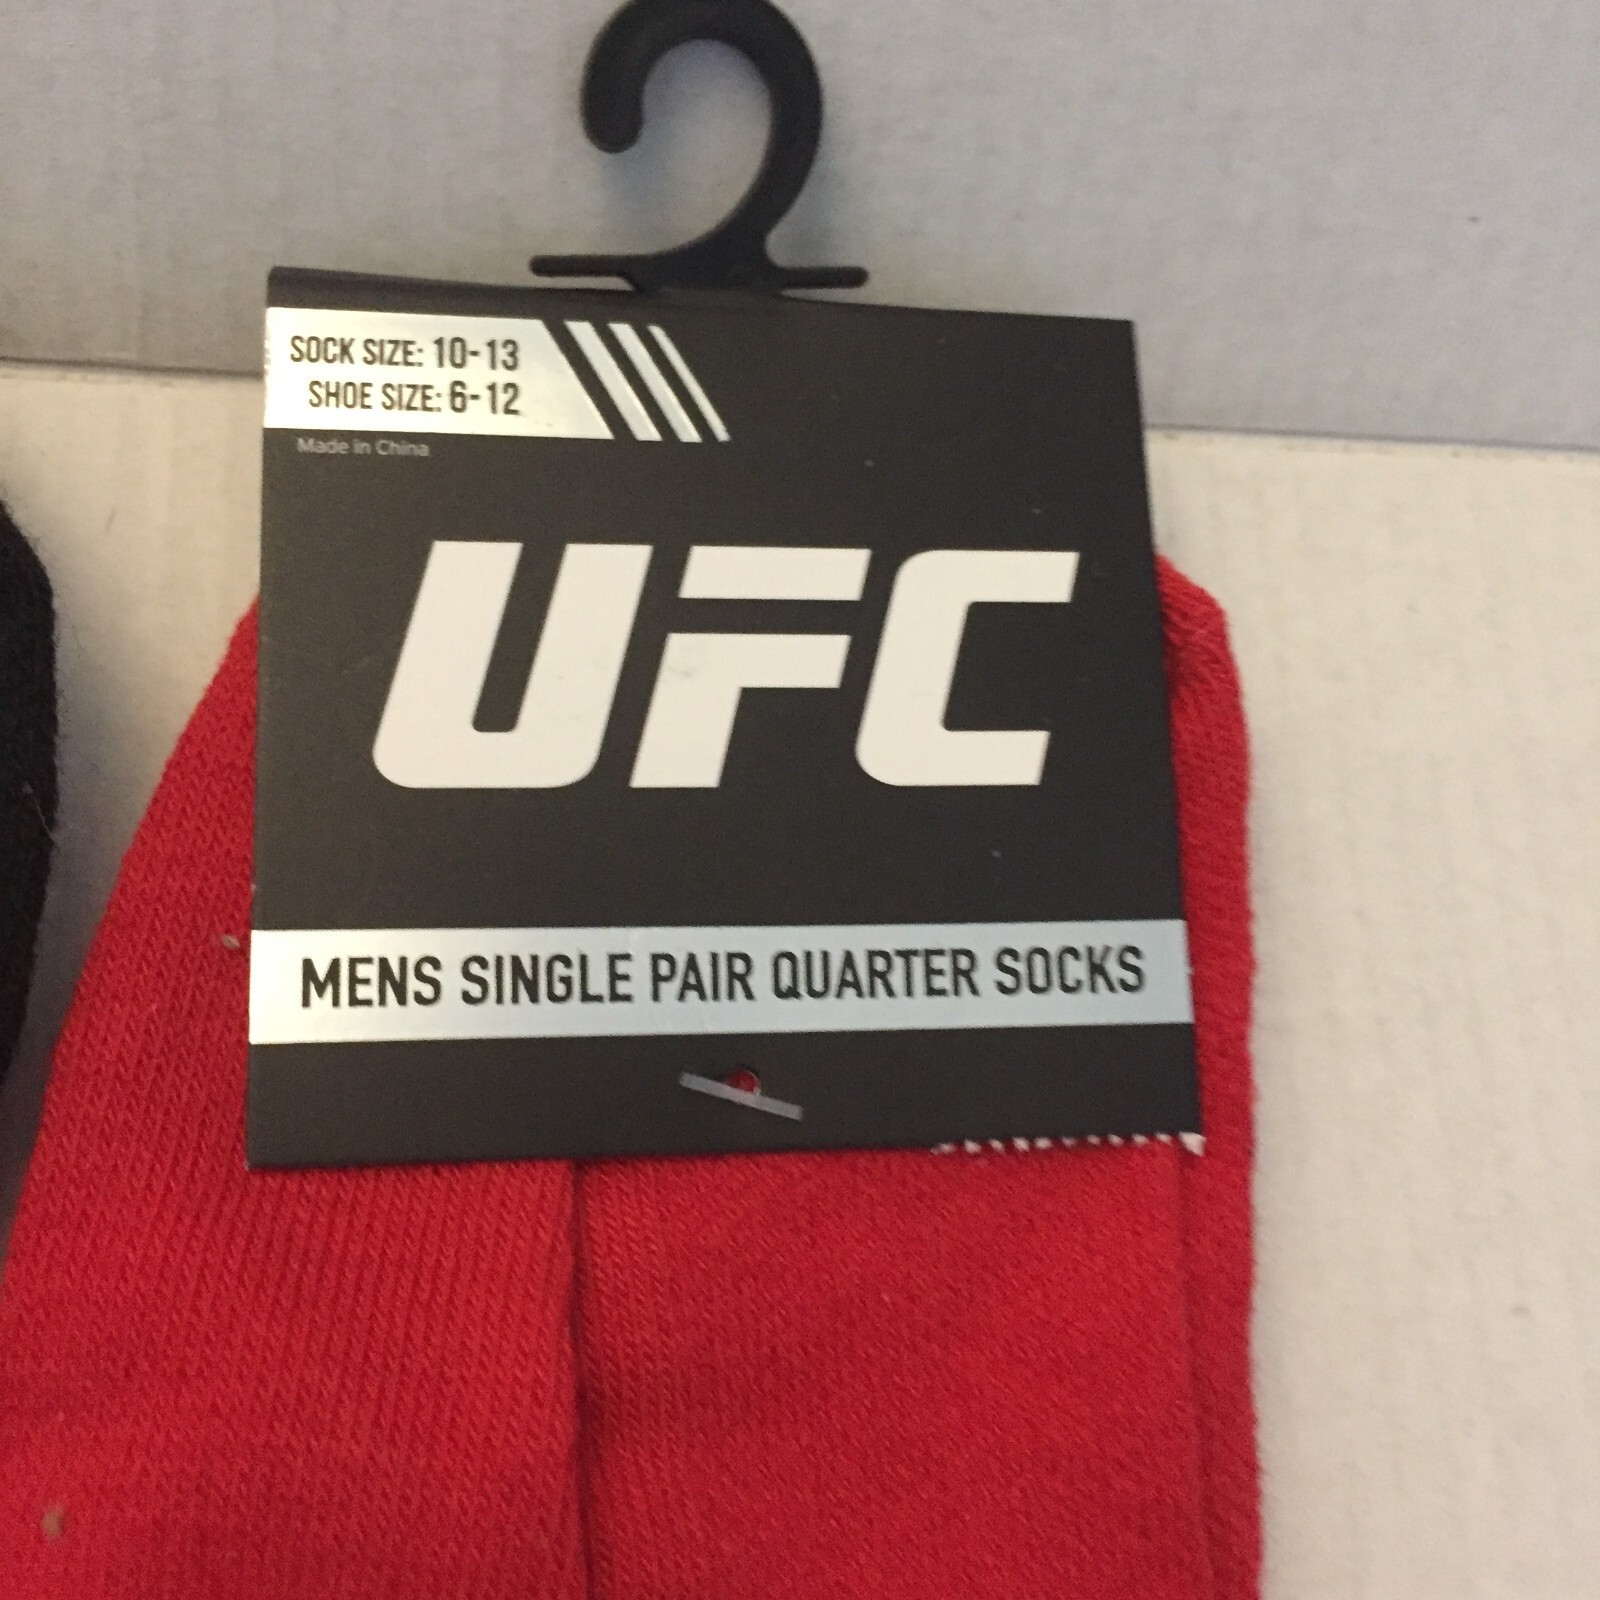 SOCK SIZE: 10-13
SHOE SIZE: 6-12
Made in China
UFC
MENS SINGLE PAIR QUARTER SOCKS